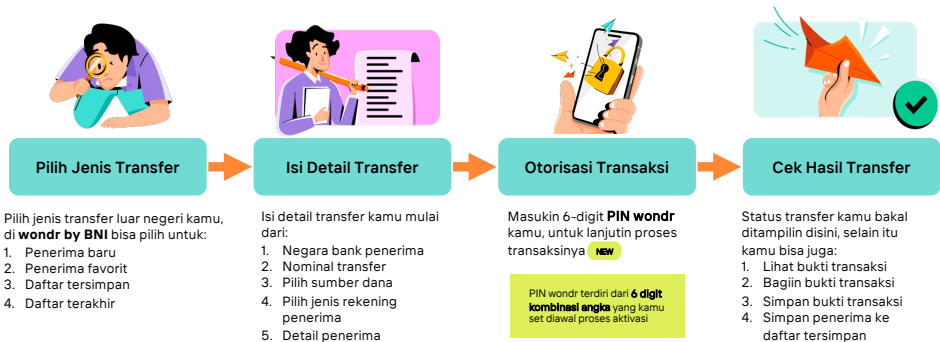 Pilih Jenis Transfer
Pilih jenis transfer luar negeri kamu,
di wondr by BNI bisa pilih untuk:
1. Penerima baru
2. Penerima favorit
3. Daftar tersimpan
4. Daftar terakhir
Isi Detail Transfer
Isi detail transfer kamu mulai
dari:
1. Negara bank penerima
2. Nominal transfer
3. Pilih sumber dana
4. Pilih jenis rekening
penerima
5. Detail penerima
Otorisasi Transaksi
Masukin 6-digit PIN wondr
kamu, untuk lanjutin proses
transaksinya NEW
PIN wondr terdiri dari 6 digit
kombinasi angka yang kamu
set diawal proses aktivasi
Cek Hasil Transfer
Status transfer kamu bakal
ditampilin disini, selain itu
kamu bisa juga:
1. Lihat bukti transaksi
2. Bagiin bukti transaksi
3. Simpan bukti transaksi
4. Simpan penerima ke
daftar tersimpan